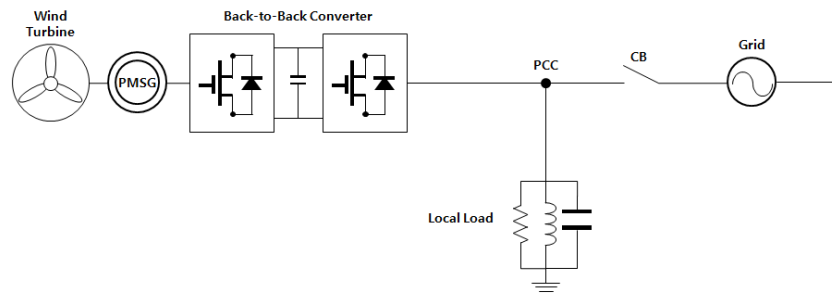 Wind
Turbine
Back-to-Back Converter
PMSG
PCC
CB
Grid
Local Load